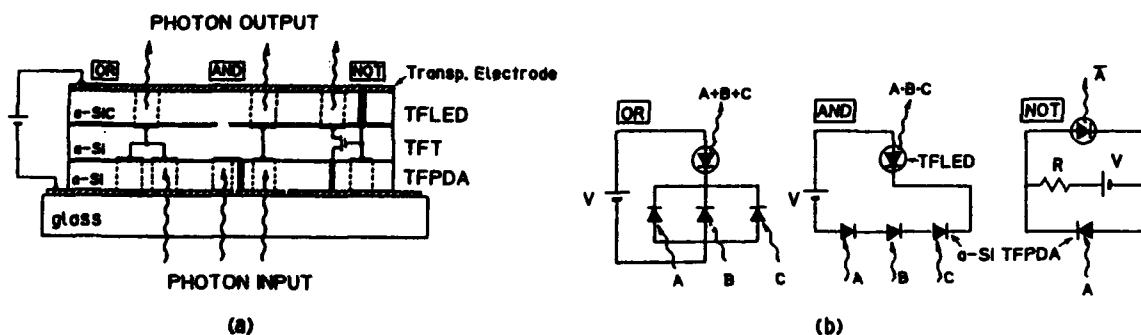 PHOTON OUTPUT
OR AND NOT
Transp. Electrode
a-SiC TFLED
a-Si TFT
a-Si TFPDA
glass
PHOTON INPUT
(a)
OR
A+B+C
V
A B C
AND
A·B·C
TFLED
V
A B C
a-Si TFPDA
NOT
A̅
R V
A
(b)